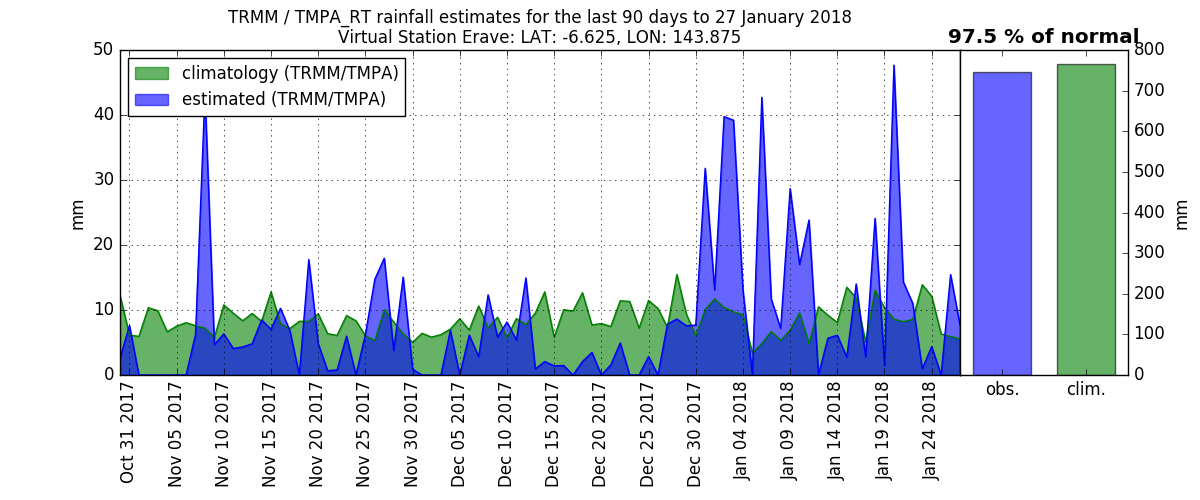 TRMM / TMPA_RT rainfall estimates for the last 90 days to 27 January 2018
Virtual Station Erave: LAT: -6.625, LON: 143.875
97.5 % of normal
climatology (TRMM/TMPA)
estimated (TRMM/TMPA)
50
40
30
20
10
0
mm
Oct 31 2017
Nov 05 2017
Nov 10 2017
Nov 15 2017
Nov 20 2017
Nov 25 2017
Nov 30 2017
Dec 05 2017
Dec 10 2017
Dec 15 2017
Dec 20 2017
Dec 25 2017
Dec 30 2017
Jan 04 2018
Jan 09 2018
Jan 14 2018
Jan 19 2018
Jan 24 2018
obs.
clim.
800
700
600
500
400
300
200
100
0
mm